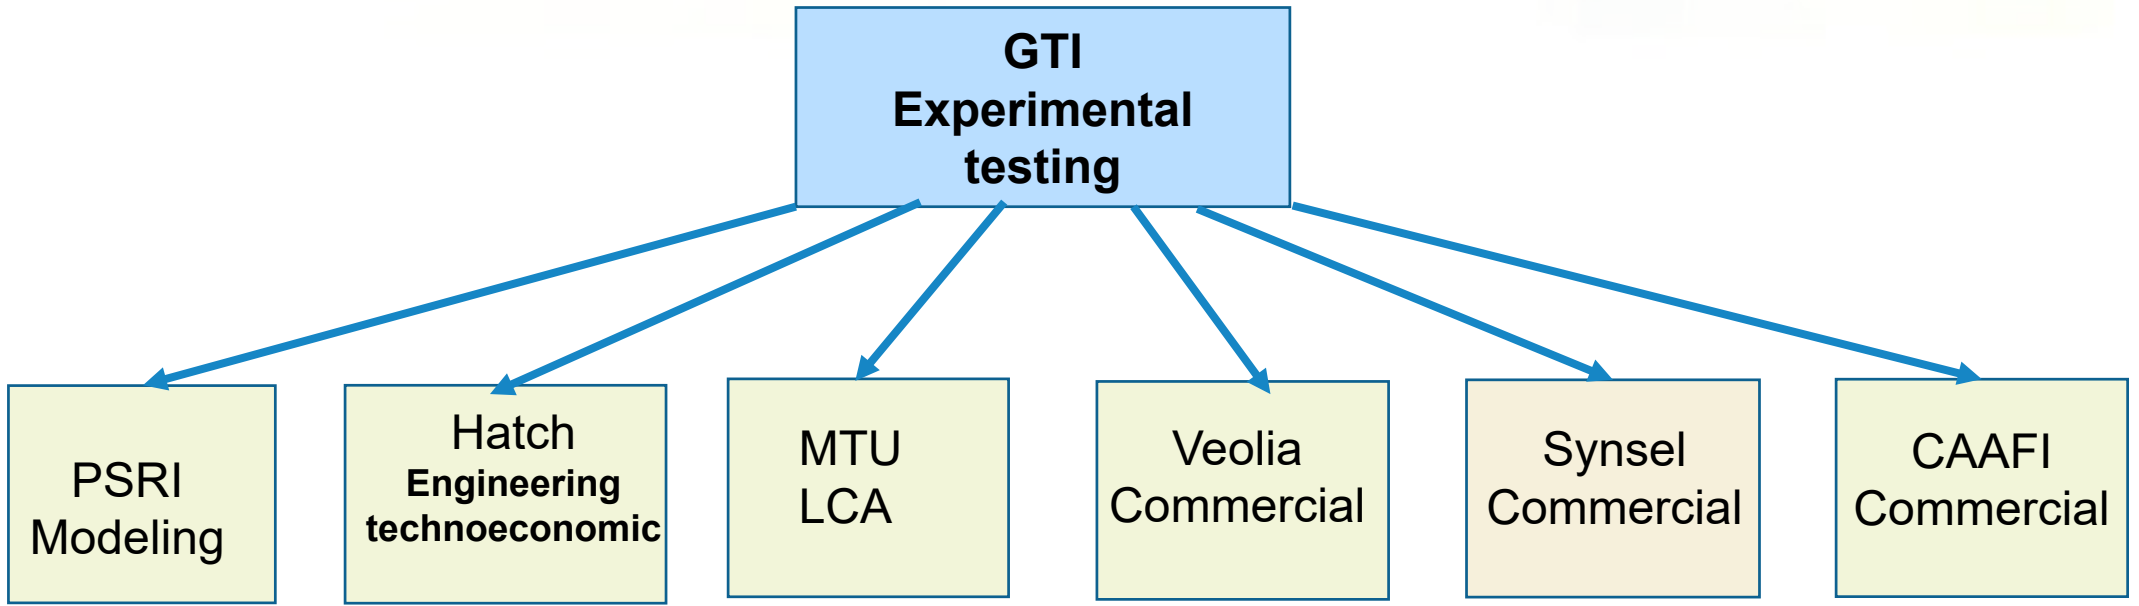 GTI
Experimental
testing
PSRI
Modeling
Hatch
Engineering
technoeconomic
MTU
LCA
Veolia
Commercial
Synsel
Commercial
CAAFI
Commercial